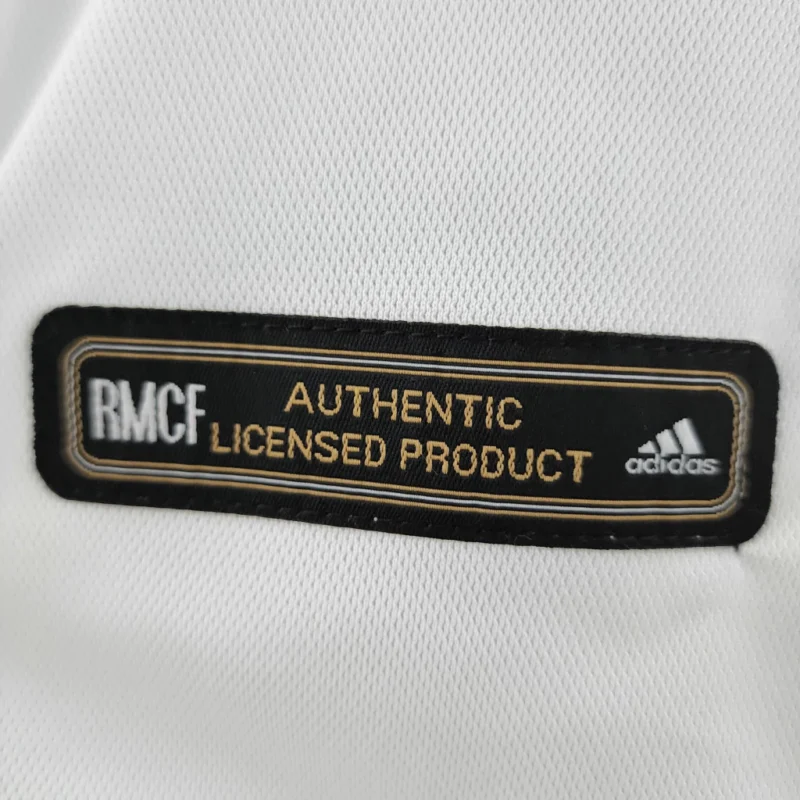 RMCF
AUTHENTIC
LICENSED PRODUCT
adidas